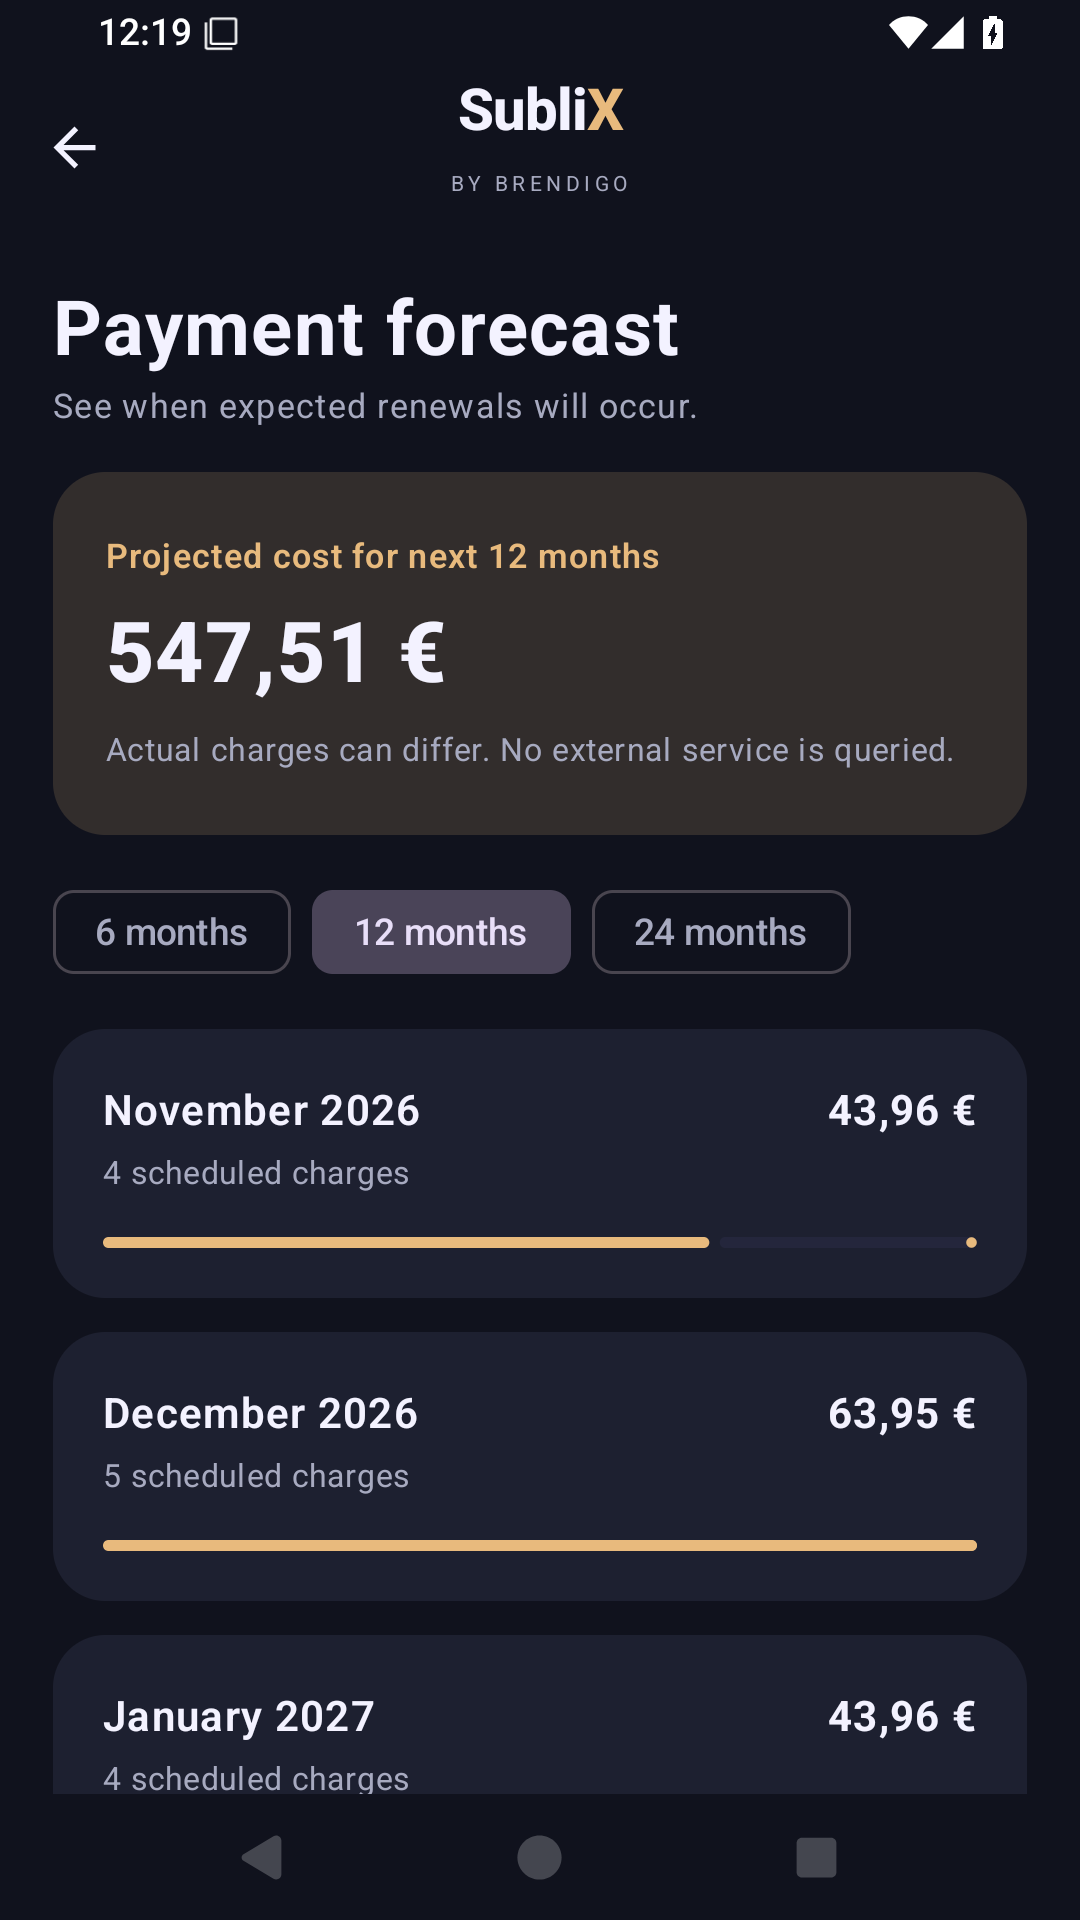 12:19
SubliX
BY BRENDIGO
Payment forecast
See when expected renewals will occur.
Projected cost for next 12 months
547,51 €
Actual charges can differ. No external service is queried.
6 months 12 months 24 months
November 2026 43,96 €
4 scheduled charges
December 2026 63,95 €
5 scheduled charges
January 2027 43,96 €
4 scheduled charges